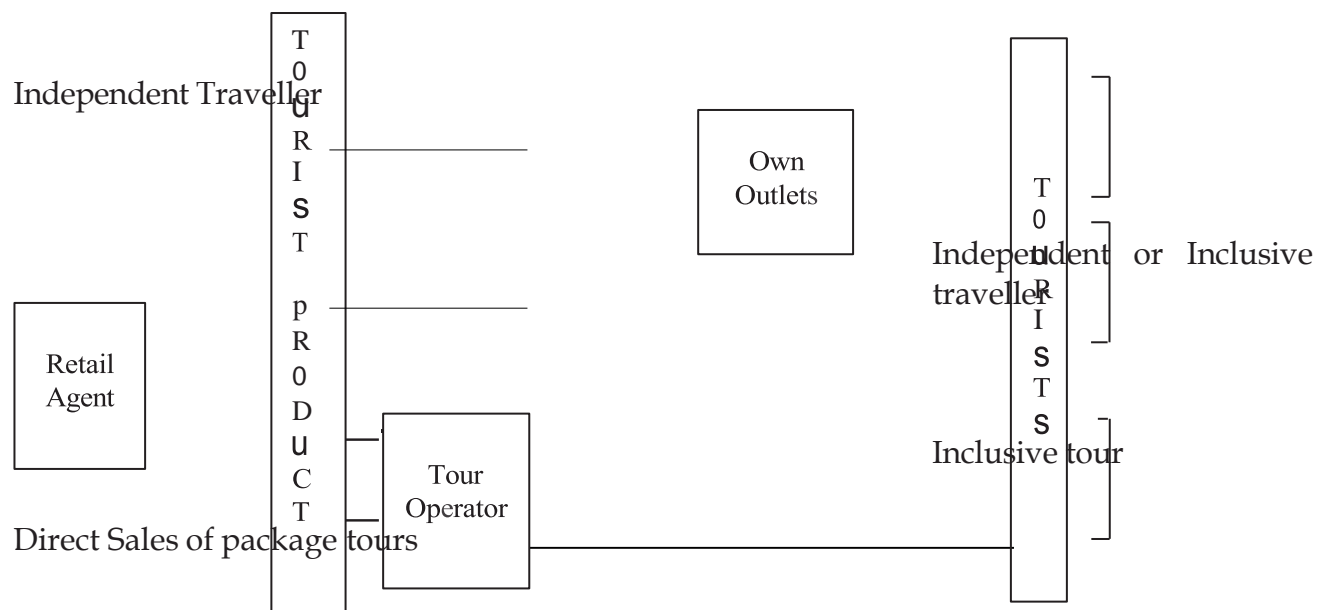 TOuRIsT pRODuCT
Independent Traveller
Own
Outlets
TOuRIsTs
Independent or Inclusive
traveller
Retail
Agent
Tour
Operator
Inclusive tour
Direct Sales of package tours